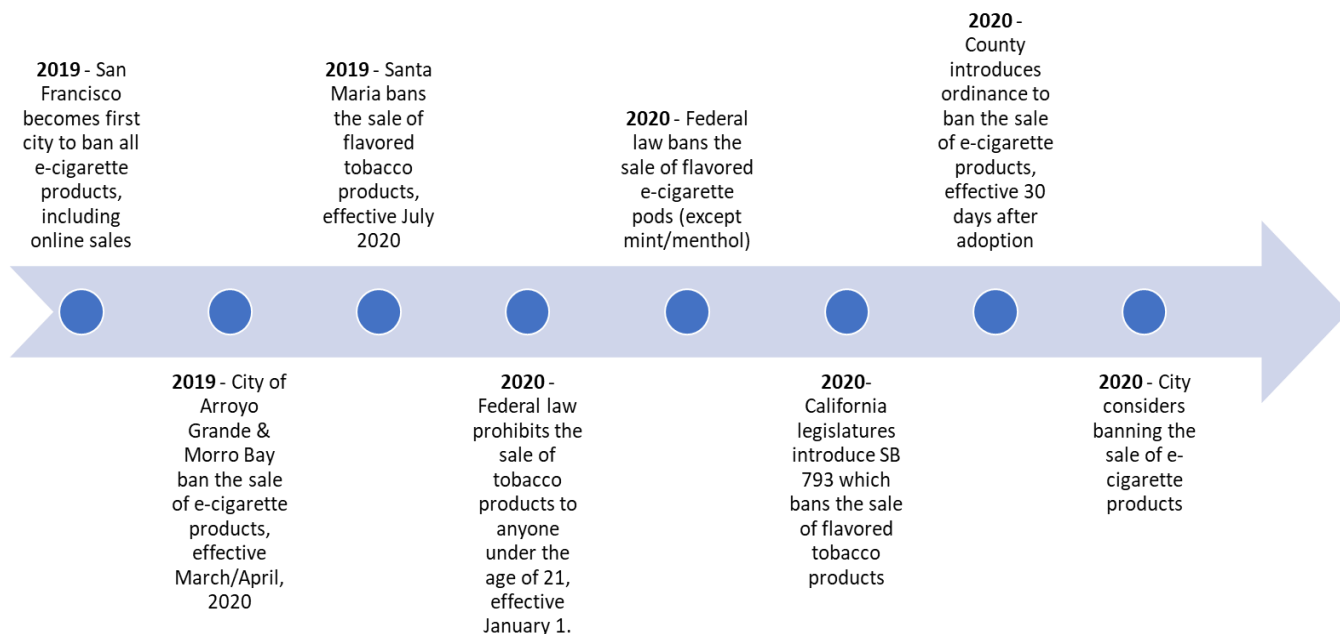 2019 - San
Francisco
becomes first
city to ban all
e-cigarette
products,
including
online sales
2019 - City of
Arroyo
Grande &
Morro Bay
ban the sale
of e-cigarette
products,
effective
March/April,
2020
2019 - Santa
Maria bans
the sale of
flavored
tobacco
products,
effective July
2020
2020 -
Federal law
prohibits the
sale of
tobacco
products to
anyone
under the
age of 21,
effective
January 1.
2020 - Federal
law bans the
sale of flavored
e-cigarette
pods (except
mint/menthol)
2020-
California
legislatures
introduce SB
793 which
bans the sale
of flavored
tobacco
products
2020 -
County
introduces
ordinance to
ban the sale
of e-cigarette
products,
effective 30
days after
adoption
2020 - City
considers
banning the
sale of e-
cigarette
products